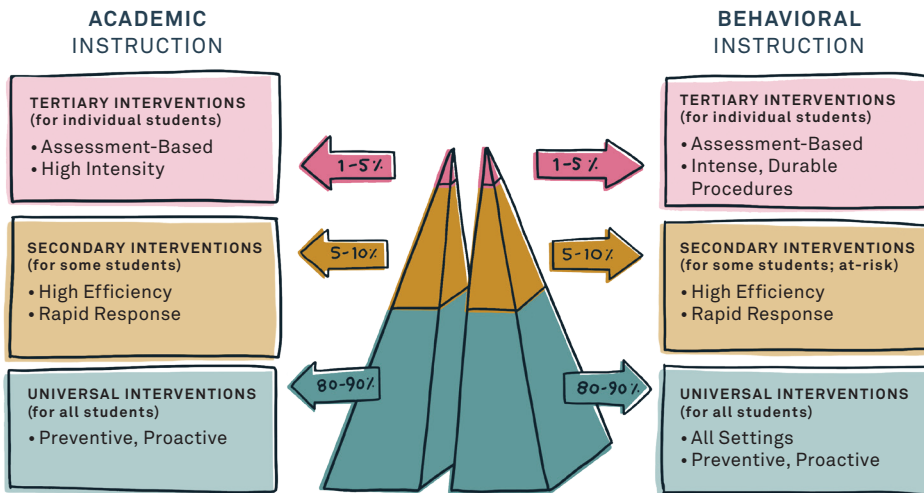 ACADEMIC
INSTRUCTION
TERTIARY INTERVENTIONS
(for individual students)
• Assessment-Based
• High Intensity
1-5%
SECONDARY INTERVENTIONS
(for some students)
• High Efficiency
• Rapid Response
5-10%
UNIVERSAL INTERVENTIONS
(for all students)
• Preventive, Proactive
80-90%
BEHAVIORAL
INSTRUCTION
1-5%
TERTIARY INTERVENTIONS
(for individual students)
• Assessment-Based
• Intense, Durable
Procedures
5-10%
SECONDARY INTERVENTIONS
(for some students; at-risk)
• High Efficiency
• Rapid Response
80-90%
UNIVERSAL INTERVENTIONS
(for all students)
• All Settings
• Preventive, Proactive